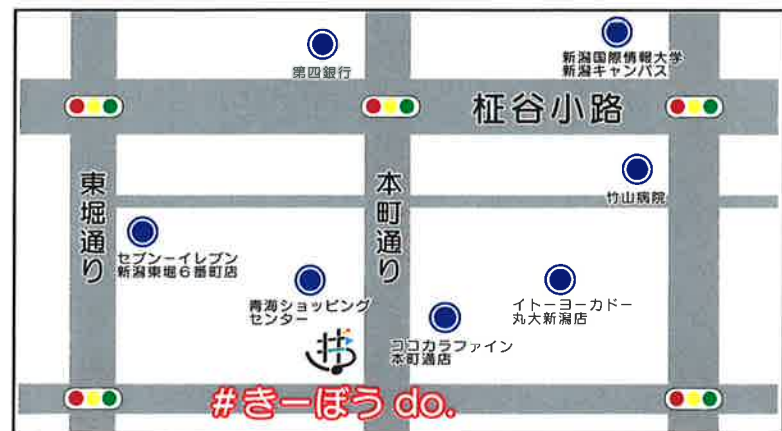 第四銀行
新潟国際情報大学
新潟キャンパス
柾谷小路
東堀通り
本町通り
竹山病院
セブンーイレブン
新潟東堀6番町店
青海ショッピング
センター
イトーヨーカドー
丸大新潟店
ココカラファイン
本町通店
#きーぼう do.